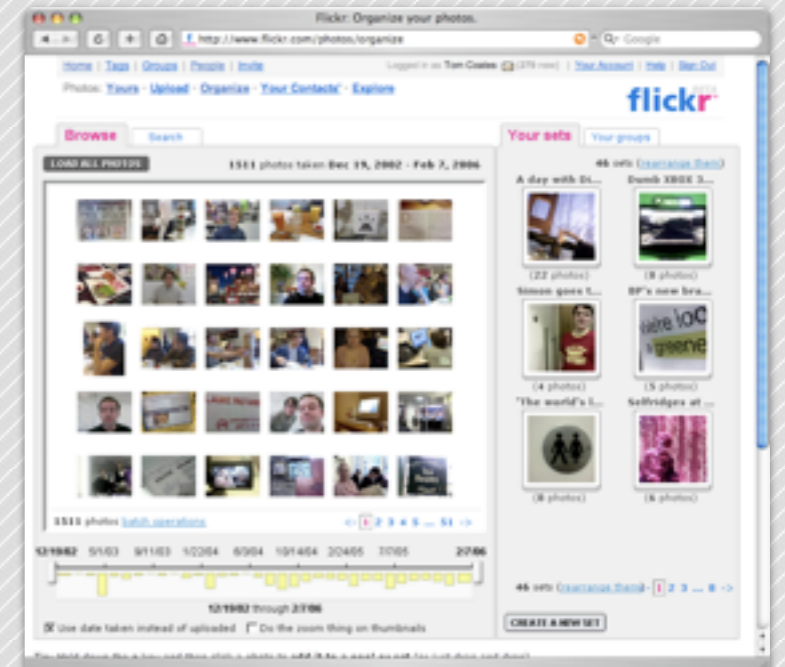 Flickr: Organize your photos.
http://www.flickr.com/photos/organize
Google
Home | Tags | Groups | People | Invite
Logged in as Tom Coates (276 new) | Your Account | Help | Sign Out
Photos: Yours · Upload · Organize · Your Contacts' · Explore
flickr
BETA
Browse
Search
Your sets
Your groups
LOAD ALL PHOTOS
1511 photos taken Dec 19, 2002 - Feb 7, 2006
46 sets (rearrange them)
A day with Di...
Dumb XBOX 3...
(22 photos)
(8 photos)
Simon goes t...
BP's new bra...
(4 photos)
(5 photos)
"The world's l...
Selfridges at ...
(8 photos)
(6 photos)
1511 photos batch operations
<- 1 2 3 4 5 ... 51 ->
12/19/02 5/1/03 9/11/03 1/22/04 6/3/04 10/14/04 2/24/05 7/7/05 2/7/06
12/19/02 through 2/7/06
Use date taken instead of uploaded
Do the zoom thing on thumbnails
46 sets (rearrange them) - 1 2 3 ... 8 ->
CREATE A NEW SET